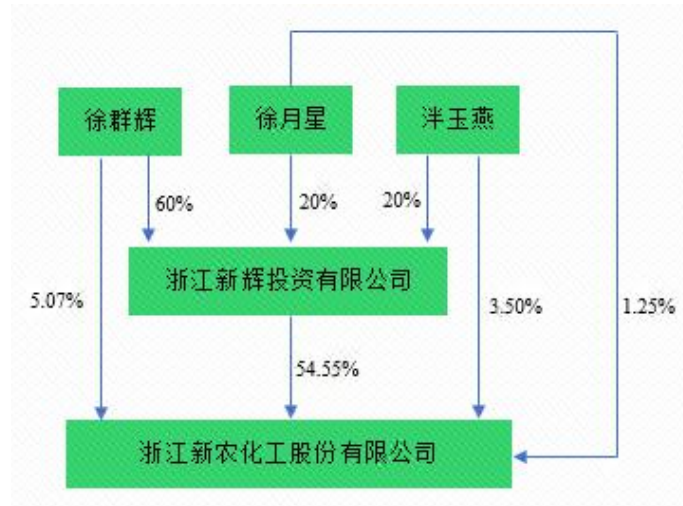 徐群辉
徐月星
泮玉燕
60%
20%
20%
浙江新辉投资有限公司
5.07%
3.50%
1.25%
54.55%
浙江新农化工股份有限公司